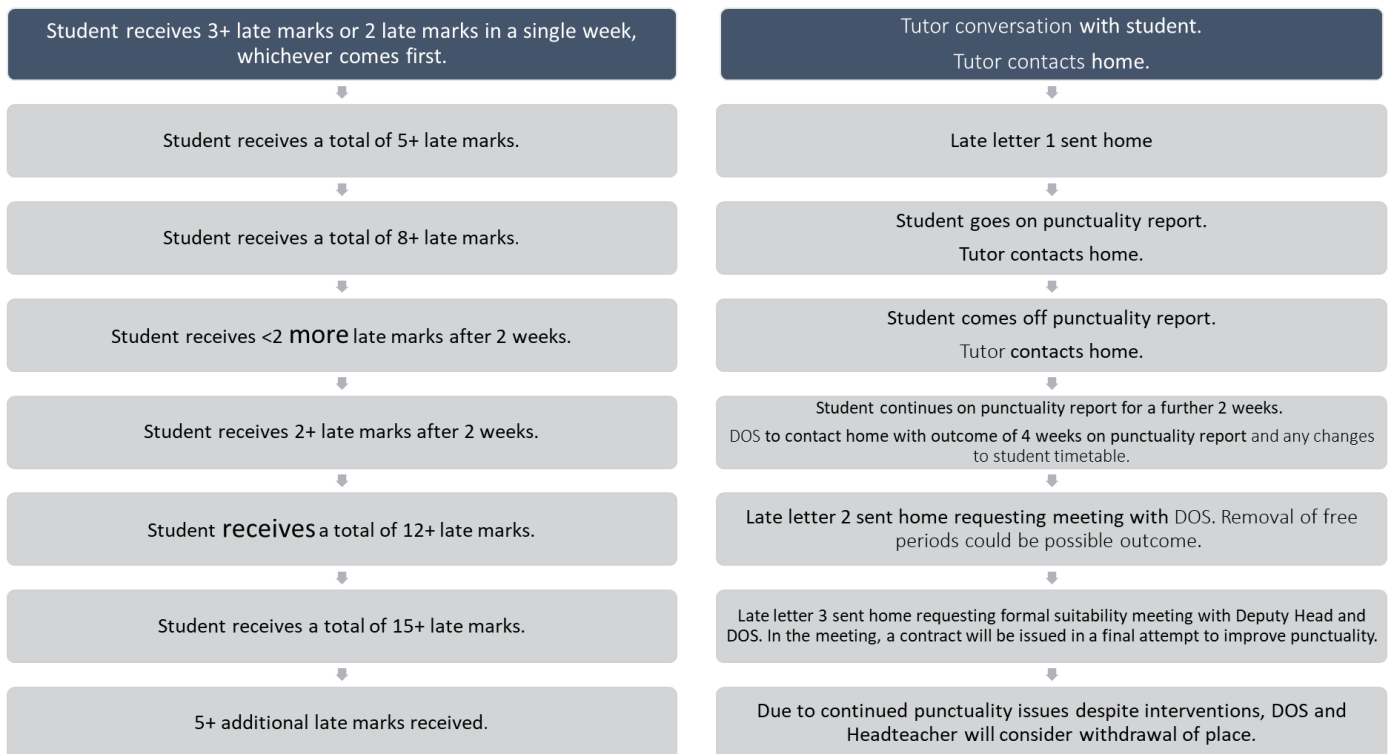 Student receives 3+ late marks or 2 late marks in a single week,
whichever comes first.
Tutor conversation with student.
Tutor contacts home.
Student receives a total of 5+ late marks.
Late letter 1 sent home
Student receives a total of 8+ late marks.
Student goes on punctuality report.
Tutor contacts home.
Student receives <2 more late marks after 2 weeks.
Student comes off punctuality report.
Tutor contacts home.
Student receives 2+ late marks after 2 weeks.
Student continues on punctuality report for a further 2 weeks.
DOS to contact home with outcome of 4 weeks on punctuality report and any changes
to student timetable.
Student receives a total of 12+ late marks.
Late letter 2 sent home requesting meeting with DOS. Removal of free
periods could be possible outcome.
Student receives a total of 15+ late marks.
Late letter 3 sent home requesting formal suitability meeting with Deputy Head and
DOS. In the meeting, a contract will be issued in a final attempt to improve punctuality.
5+ additional late marks received.
Due to continued punctuality issues despite interventions, DOS and
Headteacher will consider withdrawal of place.